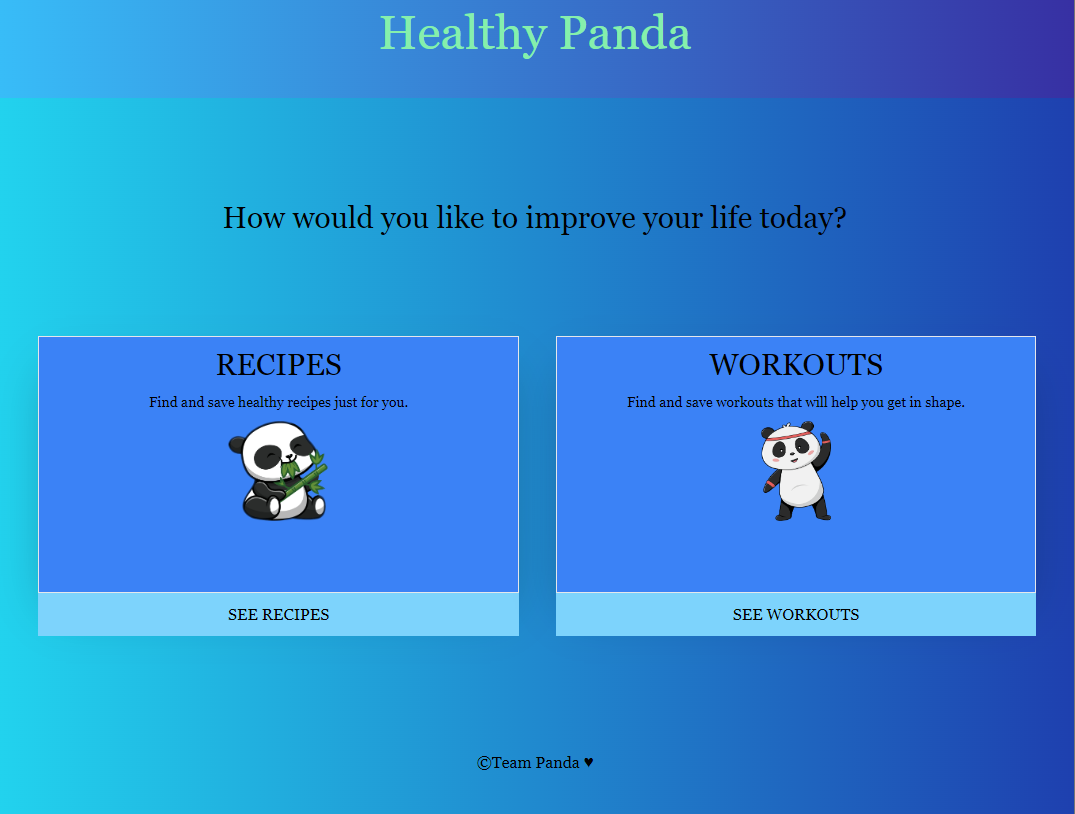 Healthy Panda
How would you like to improve your life today?
RECIPES
Find and save healthy recipes just for you.
SEE RECIPES
WORKOUTS
Find and save workouts that will help you get in shape.
SEE WORKOUTS
©Team Panda ♥